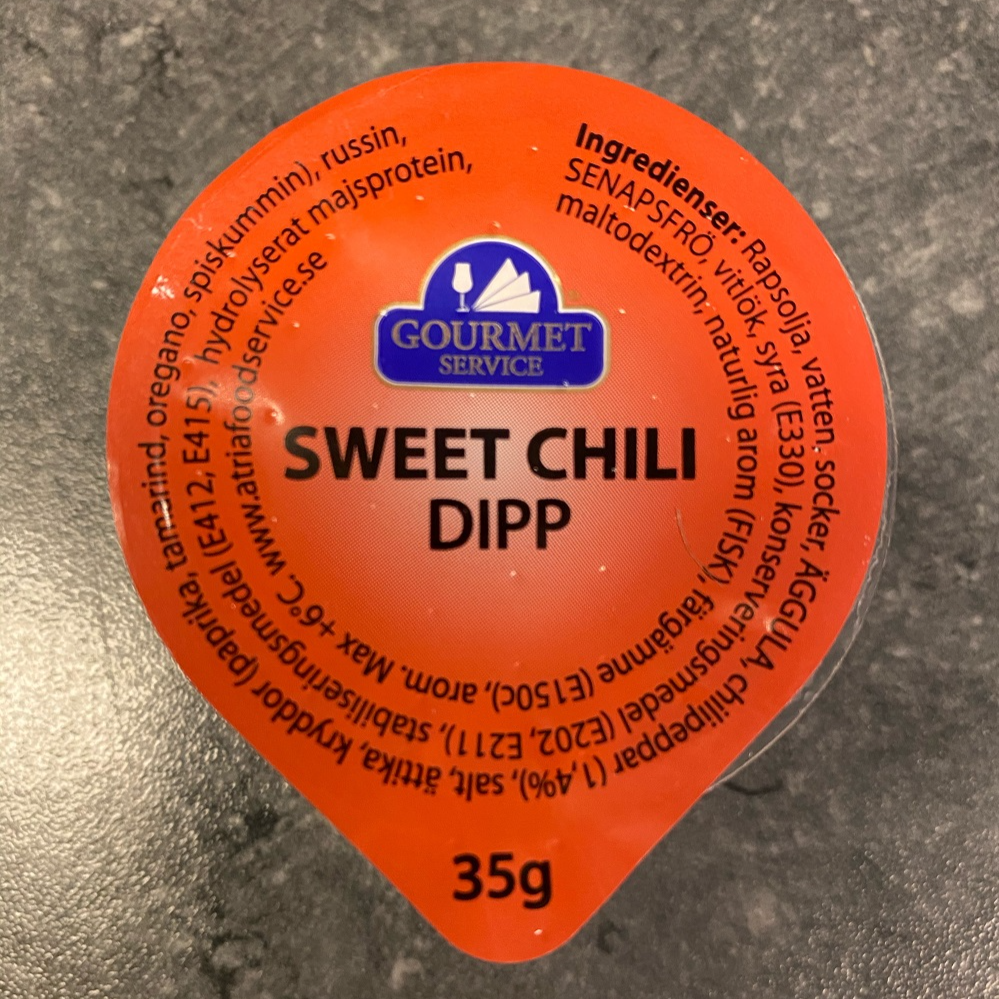 Ingredienser: Rapsolja, vatten, socker, ÄGGULA, chilipeppar (1,4%), salt, ättika, kryddor (paprika, tamarind, oregano, spiskummin), russin,
SENAPSFRÖ, vitlök, syra (E330), konserveringsmedel (E202, E211), stabiliseringsmedel (E412, E415), hydrolyserat majsprotein,
maltodextrin, naturlig arom (FISK), färgämne (E150c), arom. Max +6°C. www.atriafoodservice.se
GOURMET
SERVICE
SWEET CHILI
DIPP
35g